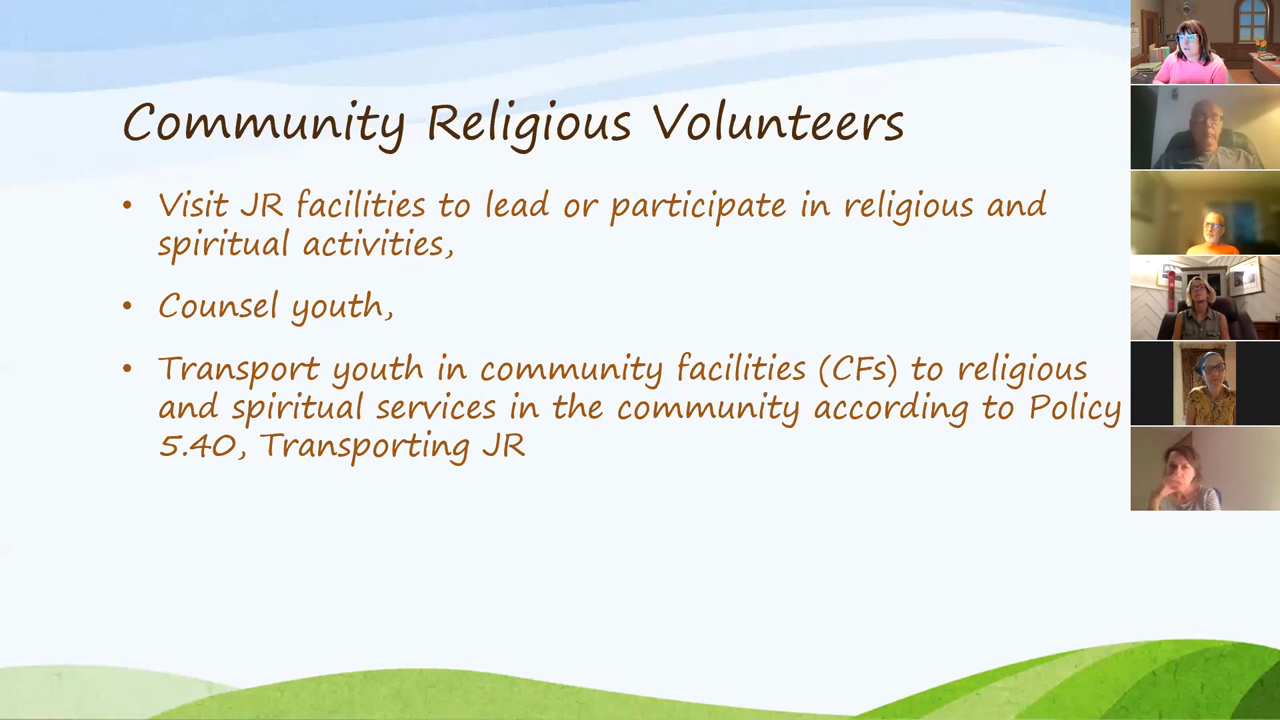 Community Religious Volunteers
• Visit JR facilities to lead or participate in religious and
spiritual activities,
• Counsel youth,
• Transport youth in community facilities (CFs) to religious
and spiritual services in the community according to Policy
5.40, Transporting JR